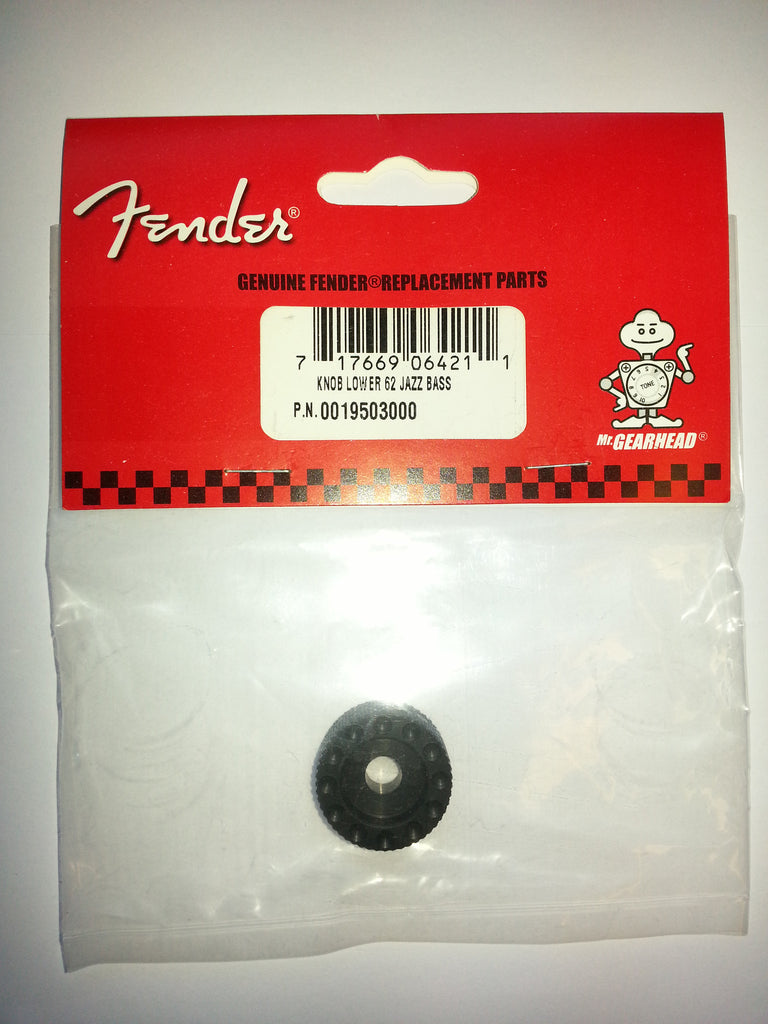 Fender®
GENUINE FENDER®REPLACEMENT PARTS
7 17669 06421 1
KNOB LOWER 62 JAZZ BASS
P.N. 0019503000
TONE
Mr. GEARHEAD®